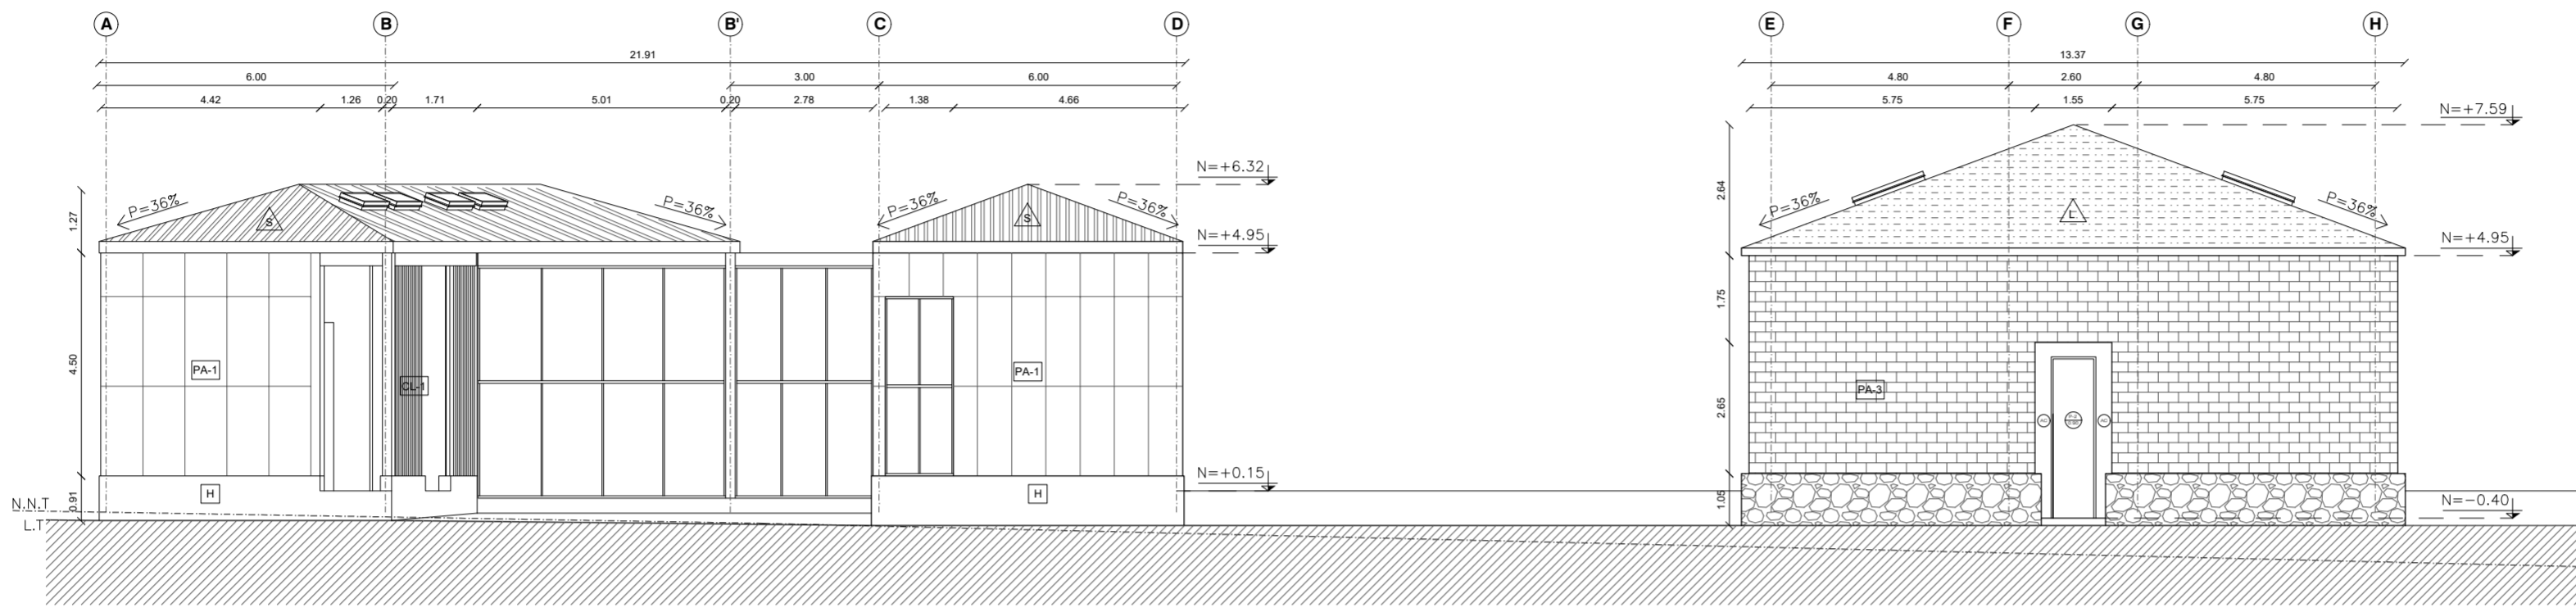 A B B' C D E F G H
21.91 13.37
6.00 3.00 6.00 4.80 2.60 4.80
4.42 1.26 0.20 1.71 5.01 0.20 2.78 1.38 4.66 5.75 1.55 5.75
N=+7.59
N=+6.32
2.64
P=36% P=36% P=36% P=36% P=36% P=36%
1.27
S S L
N=+4.95 N=+4.95
1.75
4.50
PA-1 CL-1 PA-1 PA-3
2.65
N=+0.15
H H
0.91 1.05
N.N.T
N=-0.40
L.T